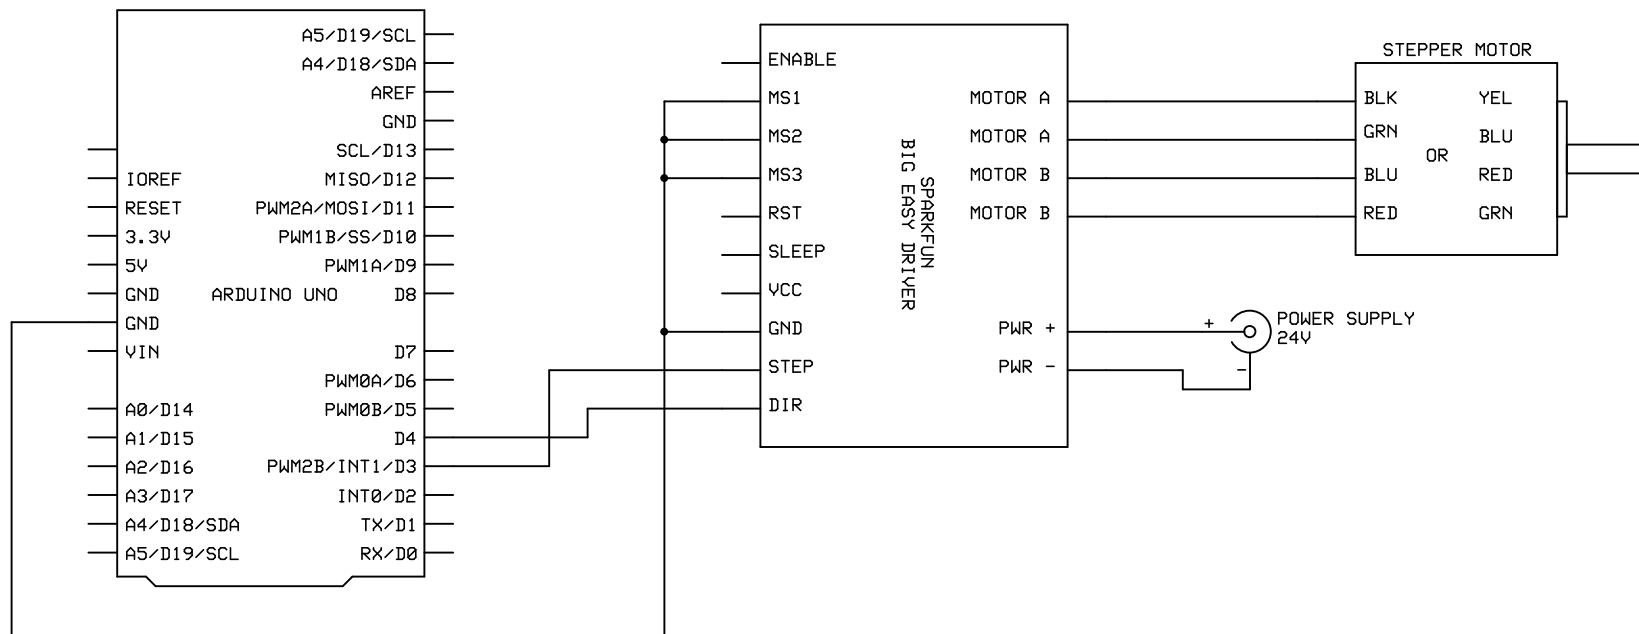 A5/D19/SCL
A4/D18/SDA
AREF
GND
SCL/D13
IOREF
MISO/D12
RESET
PWM2A/MOSI/D11
3.3V
PWM1B/SS/D10
5V
PWM1A/D9
GND
ARDUINO UNO
D8
GND
VIN
D7
PWM0A/D6
A0/D14
PWM0B/D5
A1/D15
D4
A2/D16
PWM2B/INT1/D3
A3/D17
INT0/D2
A4/D18/SDA
TX/D1
A5/D19/SCL
RX/D0
ENABLE
MS1
MS2
MS3
RST
SLEEP
VCC
GND
STEP
DIR
SPARKFUN
BIG EASY DRIVER
MOTOR A
MOTOR A
MOTOR B
MOTOR B
PWR +
PWR -
STEPPER MOTOR
BLK
YEL
GRN
BLU
OR
BLU
RED
RED
GRN
+
POWER SUPPLY
24V
-